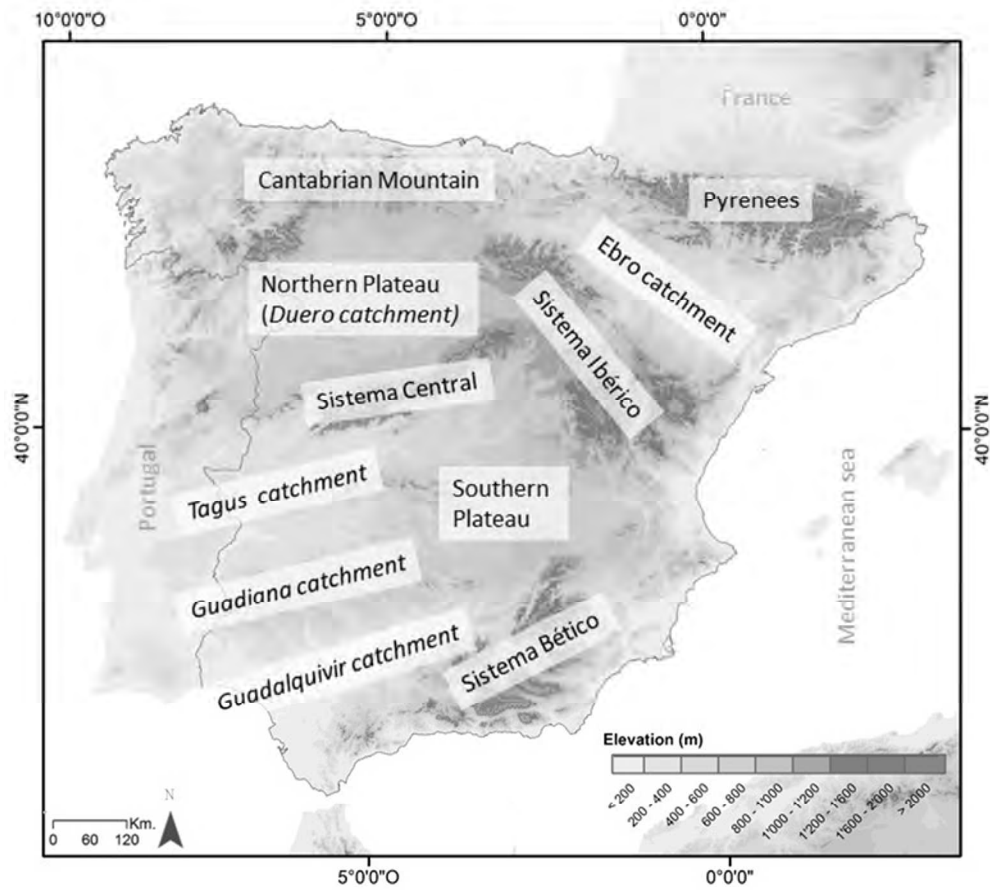 10°0'0"O 5°0'0"O 0°0'0"
France
Cantabrian Mountain
Pyrenees
Ebro catchment
Northern Plateau
(Duero catchment)
Sistema Ibérico
Sistema Central
40°0'0"N
40°0'0"N
Portugal
Tagus catchment
Southern
Plateau
Mediterranean sea
Guadiana catchment
Guadalquivir catchment
Sistema Bético
Elevation (m)
< 200
200 - 400
400 - 600
600 - 800
800 - 1'000
1'000 - 1'200
1'200 - 1'600
1'600 - 2'000
> 2000
N
Km.
0 60 120
5°0'0"O 0°0'0"